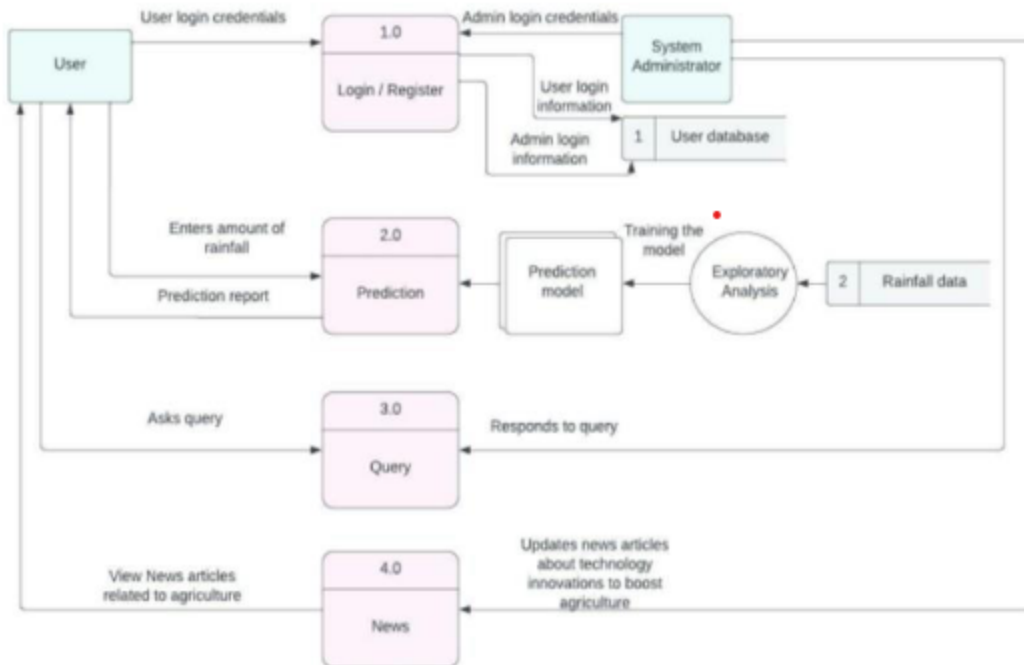 User login credentials
Admin login credentials
1.0
User
System
Administrator
Login / Register
User login
information
1
User database
Admin login
information
Enters amount of
rainfall
2.0
Training the
model
Prediction
model
Exploratory
Analysis
2
Rainfall data
Prediction report
Prediction
Asks query
3.0
Responds to query
Query
Updates news articles
about technology
innovations to boost
agriculture
View News articles
related to agriculture
4.0
News